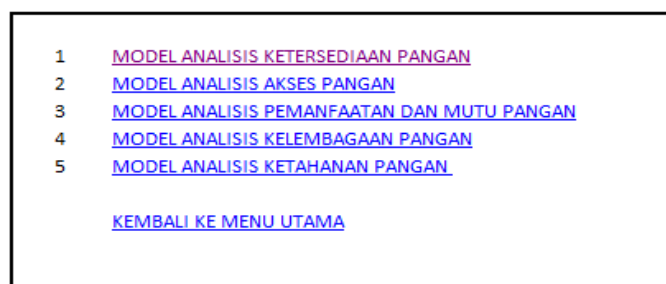 1 MODEL ANALISIS KETERSEDIAAN PANGAN
2 MODEL ANALISIS AKSES PANGAN
3 MODEL ANALISIS PEMANFAATAN DAN MUTU PANGAN
4 MODEL ANALISIS KELEMBAGAAN PANGAN
5 MODEL ANALISIS KETAHANAN PANGAN
KEMBALI KE MENU UTAMA